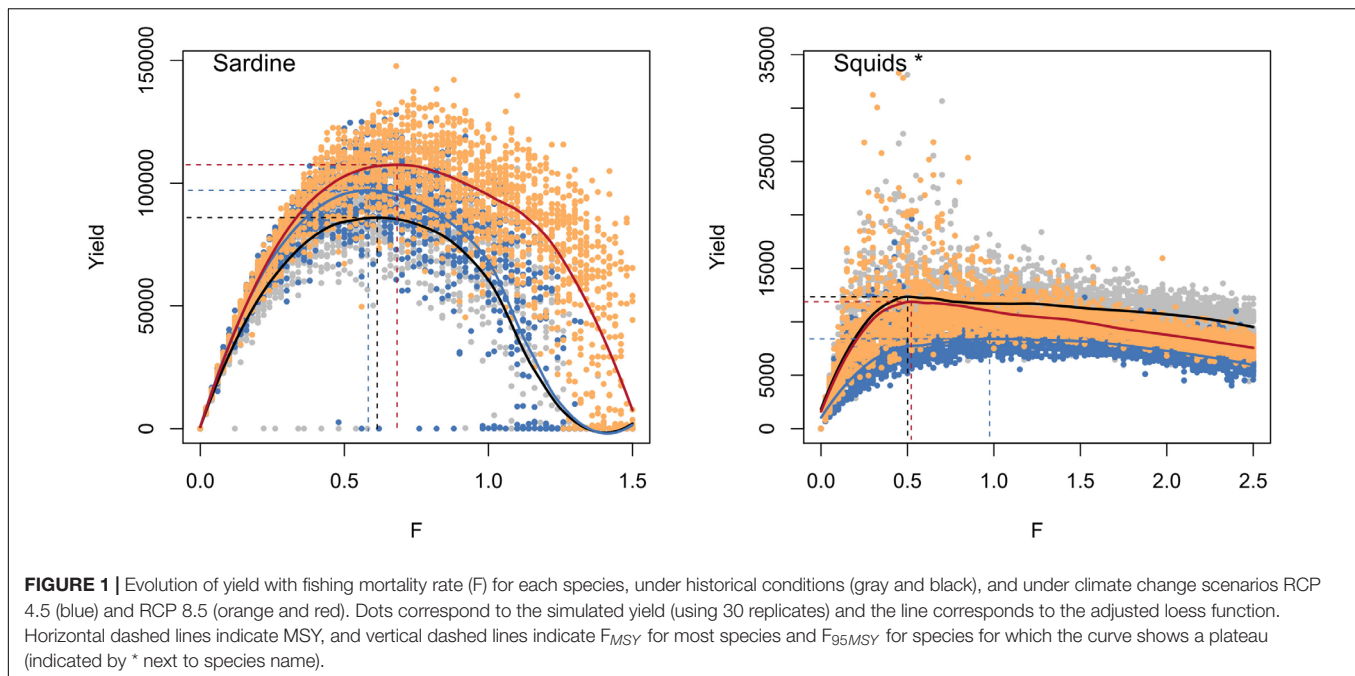 Sardine
Yield
150000
100000
50000
0
0.0 0.5 1.0 1.5
F
Squids *
Yield
35000
25000
15000
5000
0
0.0 0.5 1.0 1.5 2.0 2.5
F
FIGURE 1 | Evolution of yield with fishing mortality rate (F) for each species, under historical conditions (gray and black), and under climate change scenarios RCP
4.5 (blue) and RCP 8.5 (orange and red). Dots correspond to the simulated yield (using 30 replicates) and the line corresponds to the adjusted loess function.
Horizontal dashed lines indicate MSY, and vertical dashed lines indicate FMSY for most species and F95MSY for species for which the curve shows a plateau
(indicated by * next to species name).